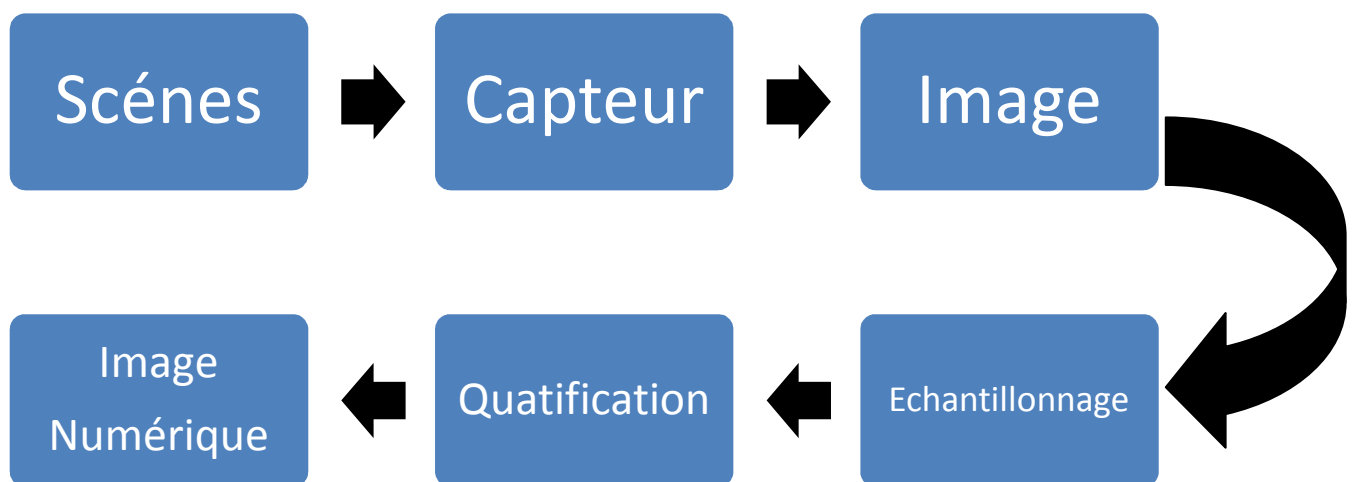 Scénes
Capteur
Image
Echantillonnage
Quatification
Image
Numérique